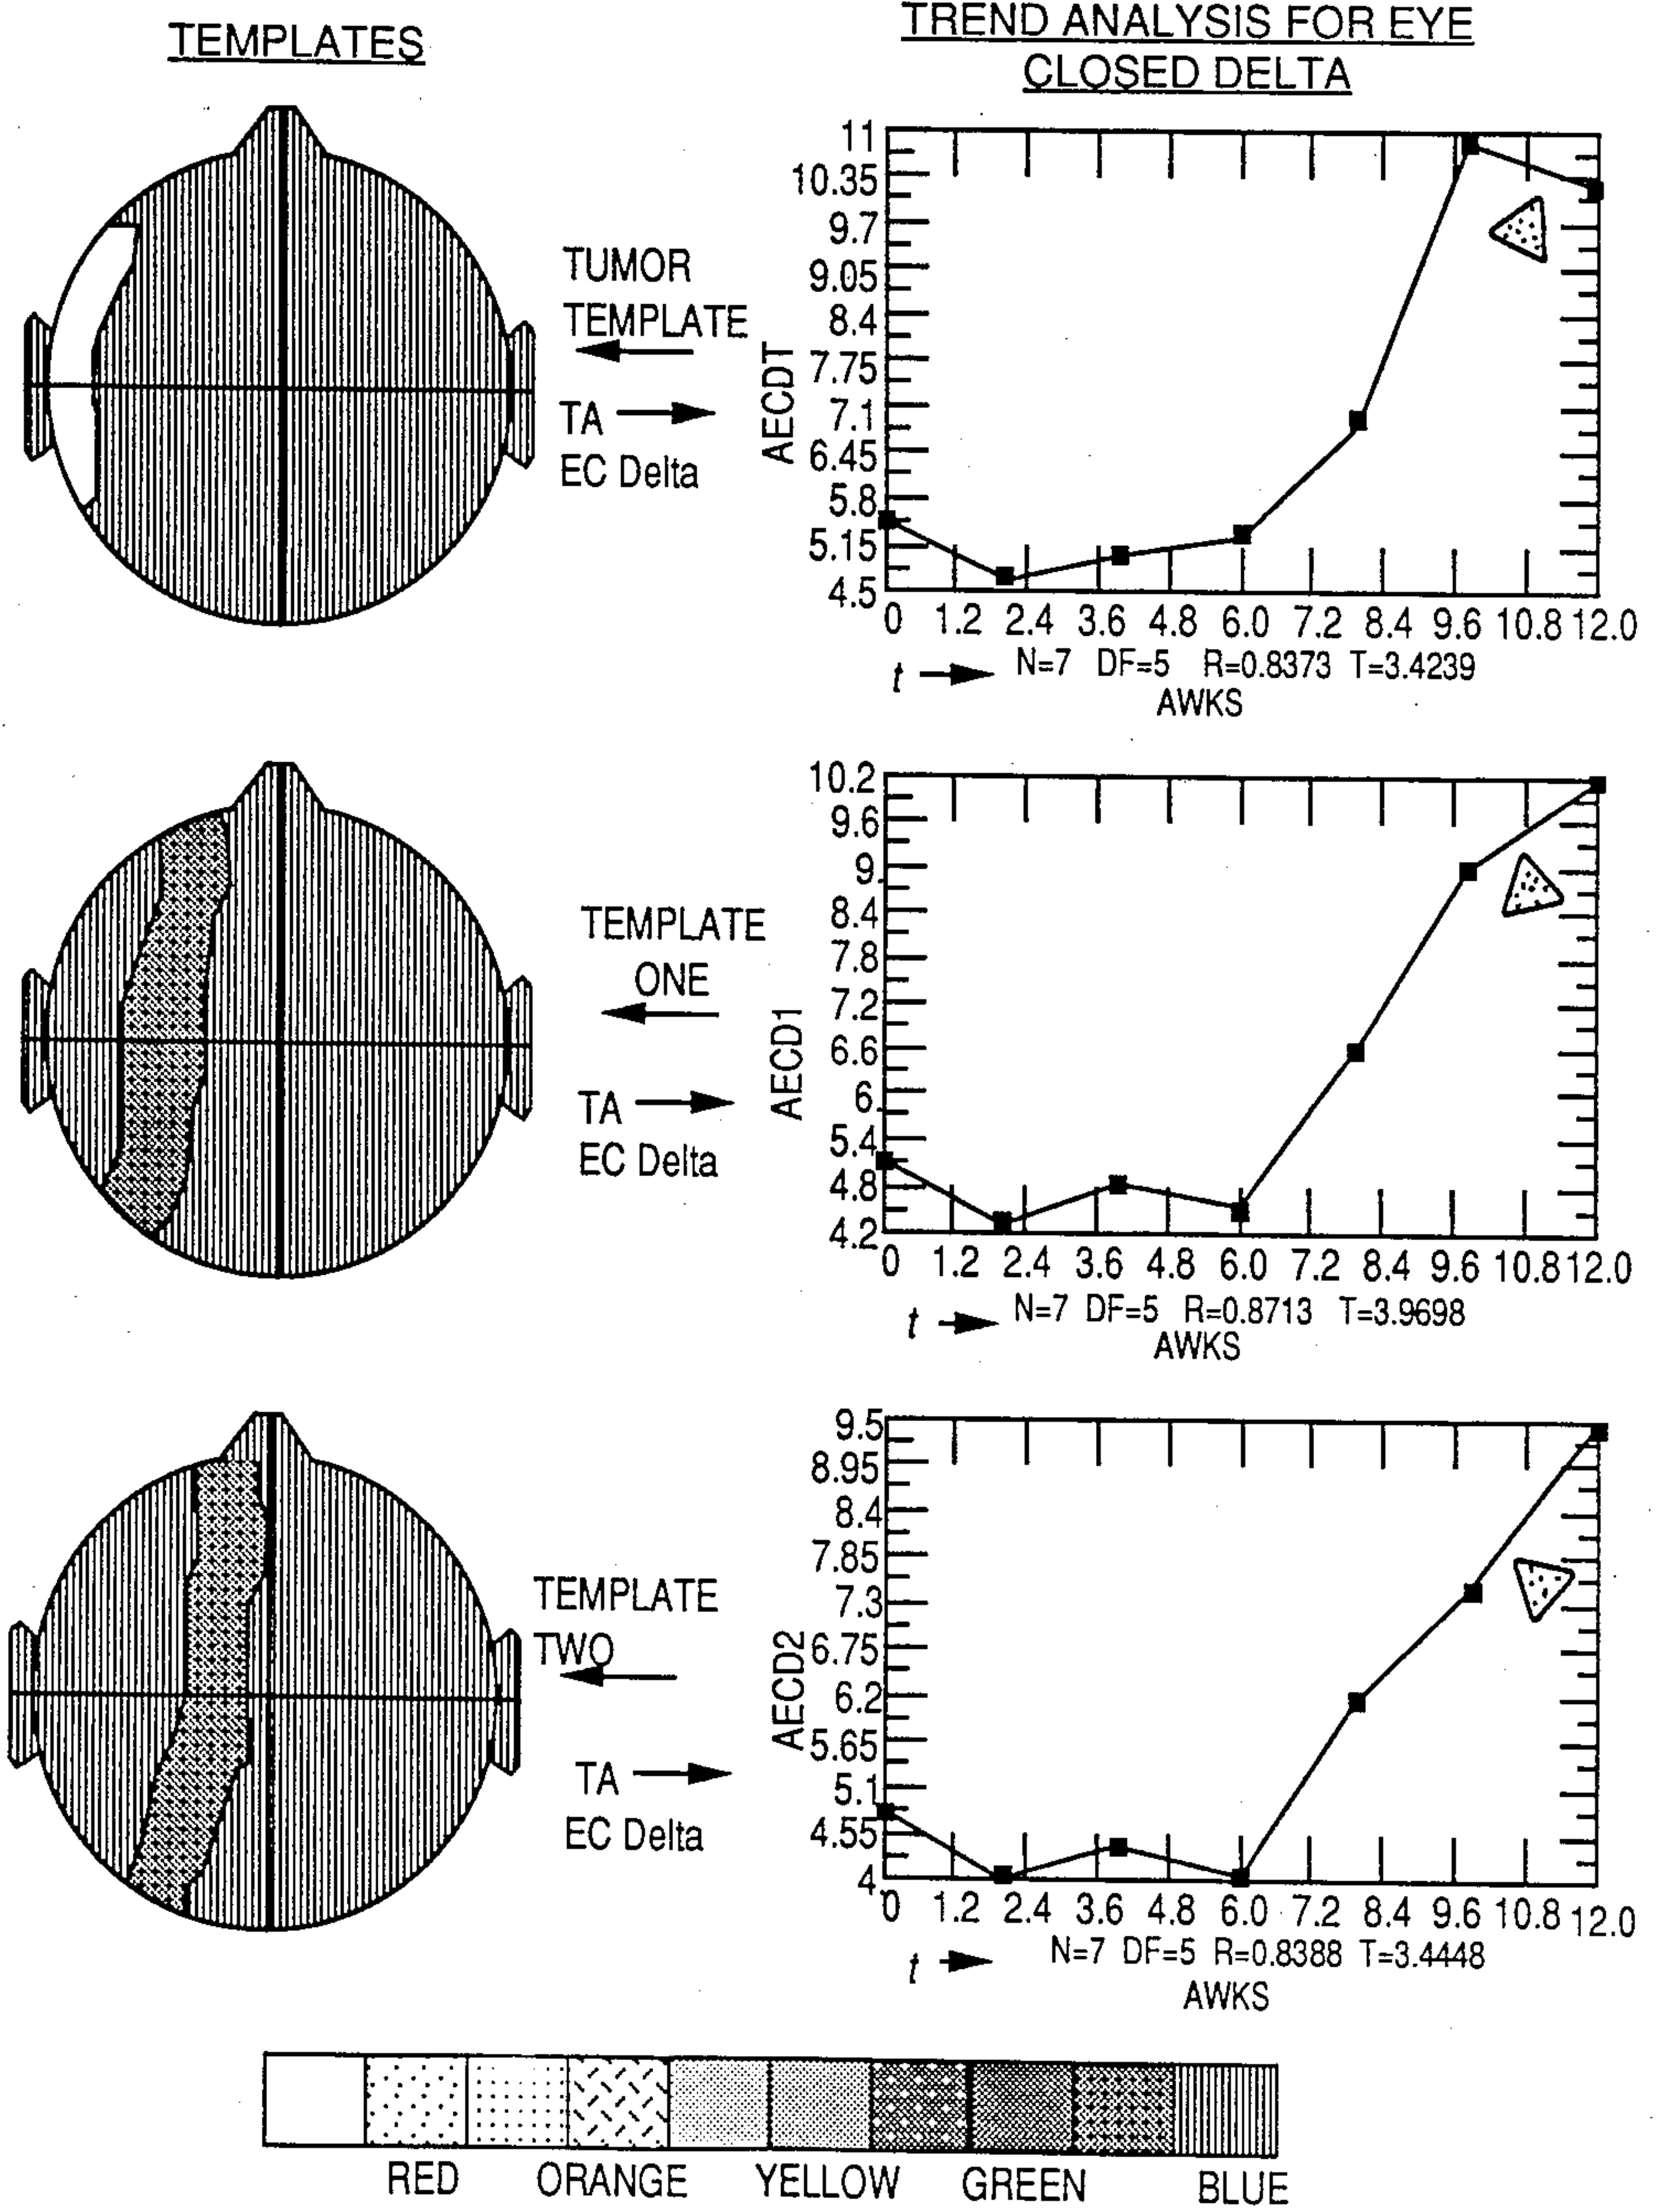 TEMPLATES
TREND ANALYSIS FOR EYE
CLOSED DELTA
TUMOR
TEMPLATE
TA
EC Delta
AECDT
11
10.35
9.7
9.05
8.4
7.75
7.1
6.45
5.8
5.15
4.5
0 1.2 2.4 3.6 4.8 6.0 7.2 8.4 9.6 10.8 12.0
t N=7 DF=5 R=0.8373 T=3.4239
AWKS
TEMPLATE
ONE
TA
EC Delta
AECD1
10.2
9.6
9
8.4
7.8
7.2
6.6
6
5.4
4.8
4.2
0 1.2 2.4 3.6 4.8 6.0 7.2 8.4 9.6 10.8 12.0
t N=7 DF=5 R=0.8713 T=3.9698
AWKS
TEMPLATE
TWO
TA
EC Delta
AECD2
9.5
8.95
8.4
7.85
7.3
6.75
6.2
5.65
5.1
4.55
4
0 1.2 2.4 3.6 4.8 6.0 7.2 8.4 9.6 10.8 12.0
t N=7 DF=5 R=0.8388 T=3.4448
AWKS
RED ORANGE YELLOW GREEN BLUE